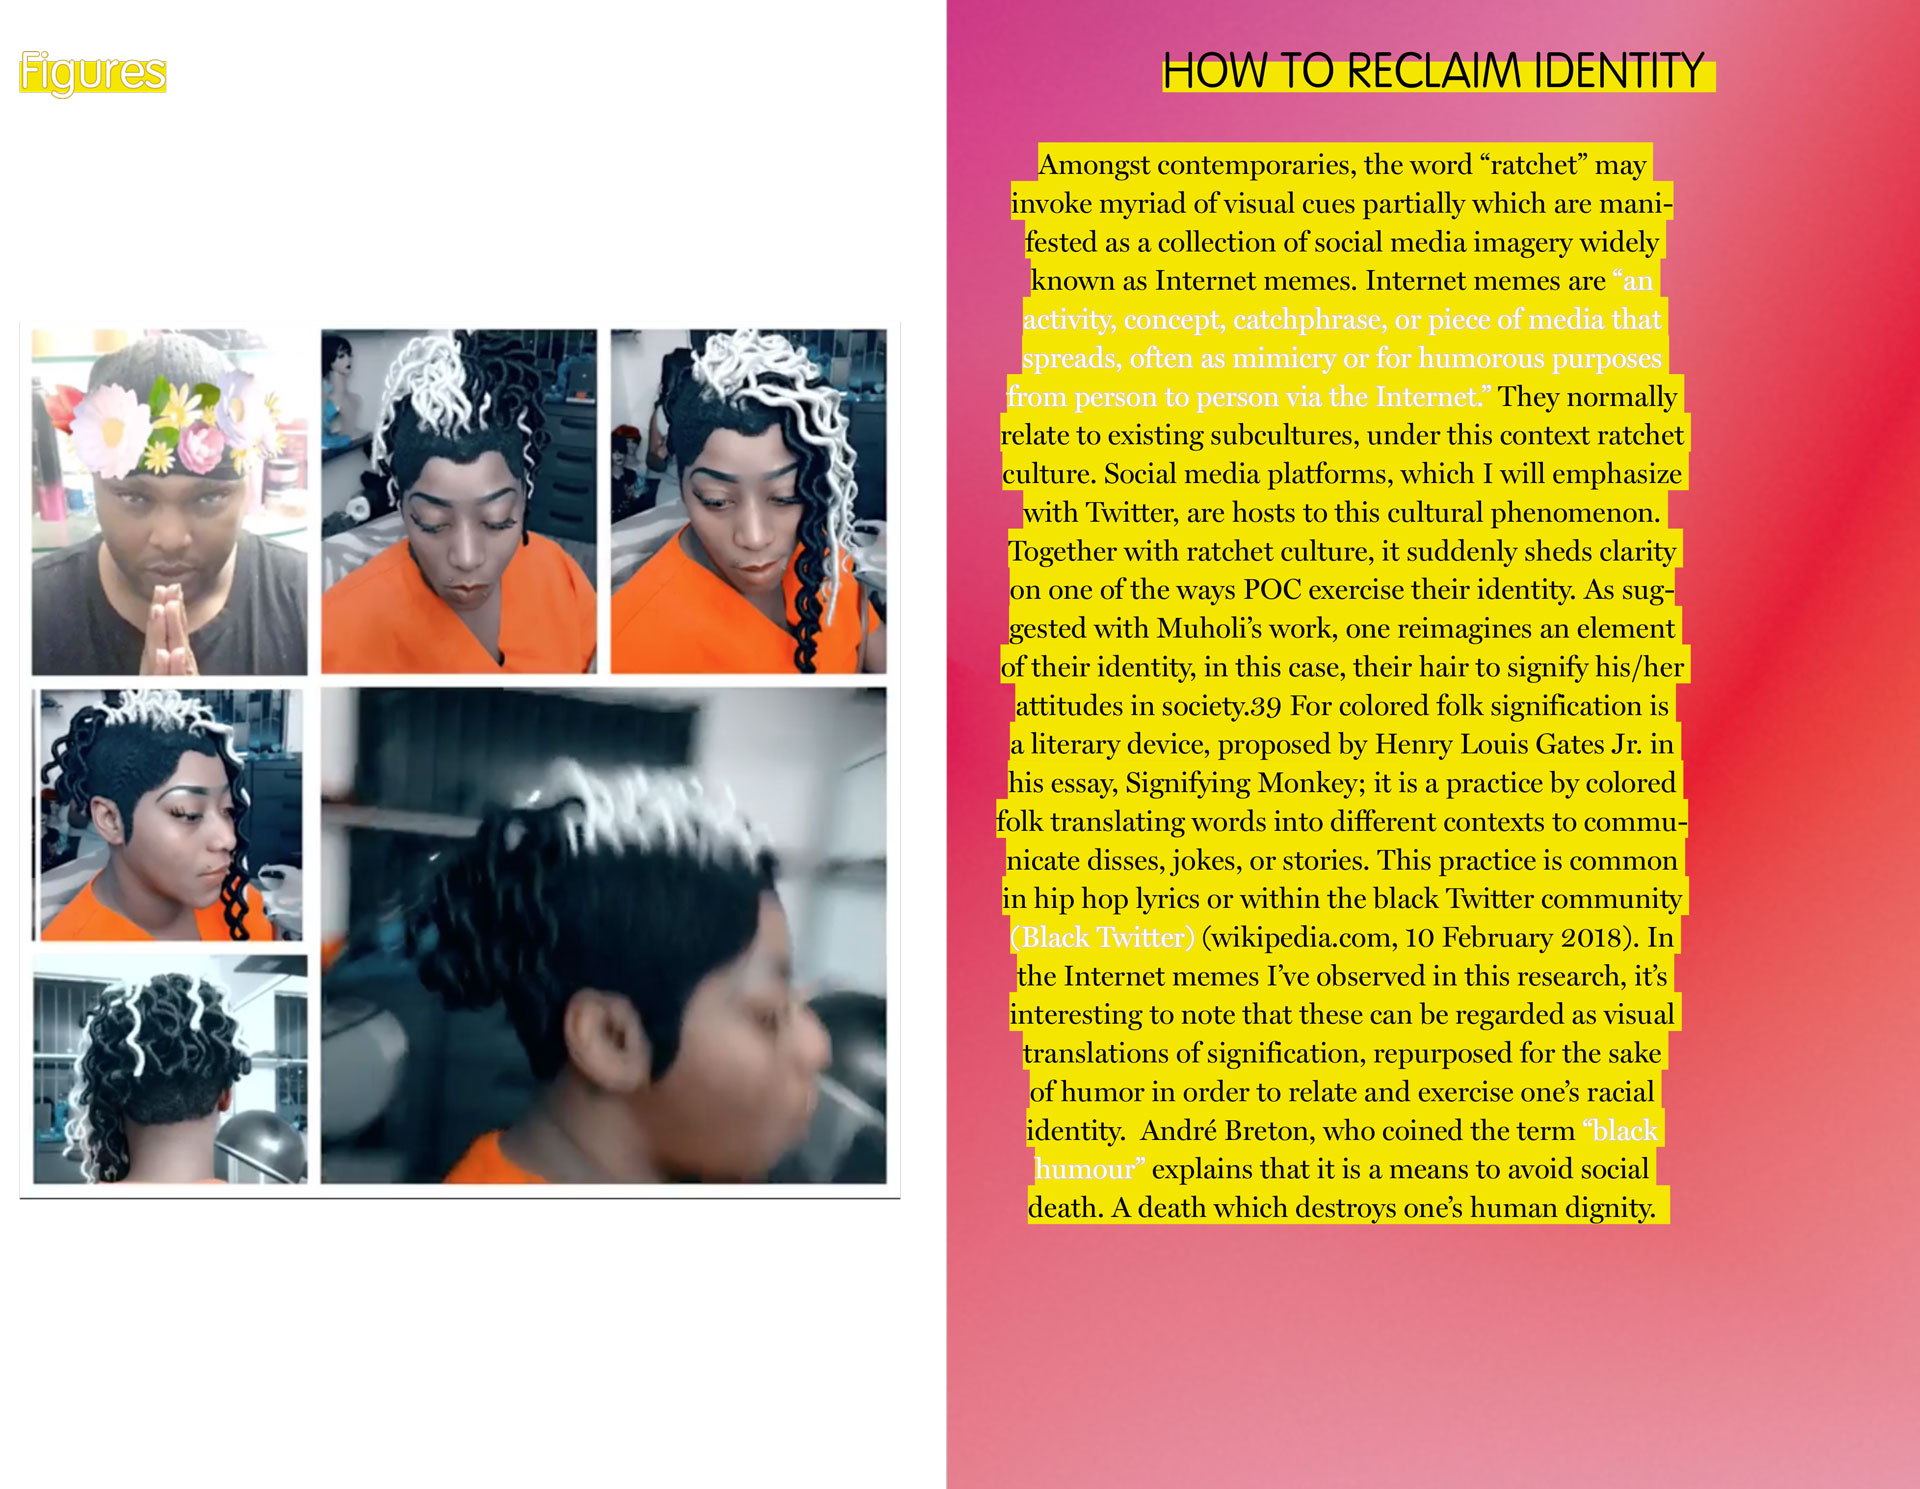 Figures
HOW TO RECLAIM IDENTITY
Amongst contemporaries, the word “ratchet” may
invoke myriad of visual cues partially which are mani-
fested as a collection of social media imagery widely
known as Internet memes. Internet memes are “an
activity, concept, catchphrase, or piece of media that
spreads, often as mimicry or for humorous purposes
from person to person via the Internet.” They normally
relate to existing subcultures, under this context ratchet
culture. Social media platforms, which I will emphasize
with Twitter, are hosts to this cultural phenomenon.
Together with ratchet culture, it suddenly sheds clarity
on one of the ways POC exercise their identity. As sug-
gested with Muholi’s work, one reimagines an element
of their identity, in this case, their hair to signify his/her
attitudes in society.39 For colored folk signification is
a literary device, proposed by Henry Louis Gates Jr. in
his essay, Signifying Monkey; it is a practice by colored
folk translating words into different contexts to commu-
nicate disses, jokes, or stories. This practice is common
in hip hop lyrics or within the black Twitter community
(Black Twitter) (wikipedia.com, 10 February 2018). In
the Internet memes I’ve observed in this research, it’s
interesting to note that these can be regarded as visual
translations of signification, repurposed for the sake
of humor in order to relate and exercise one’s racial
identity.  André Breton, who coined the term “black
humour” explains that it is a means to avoid social
death. A death which destroys one’s human dignity.